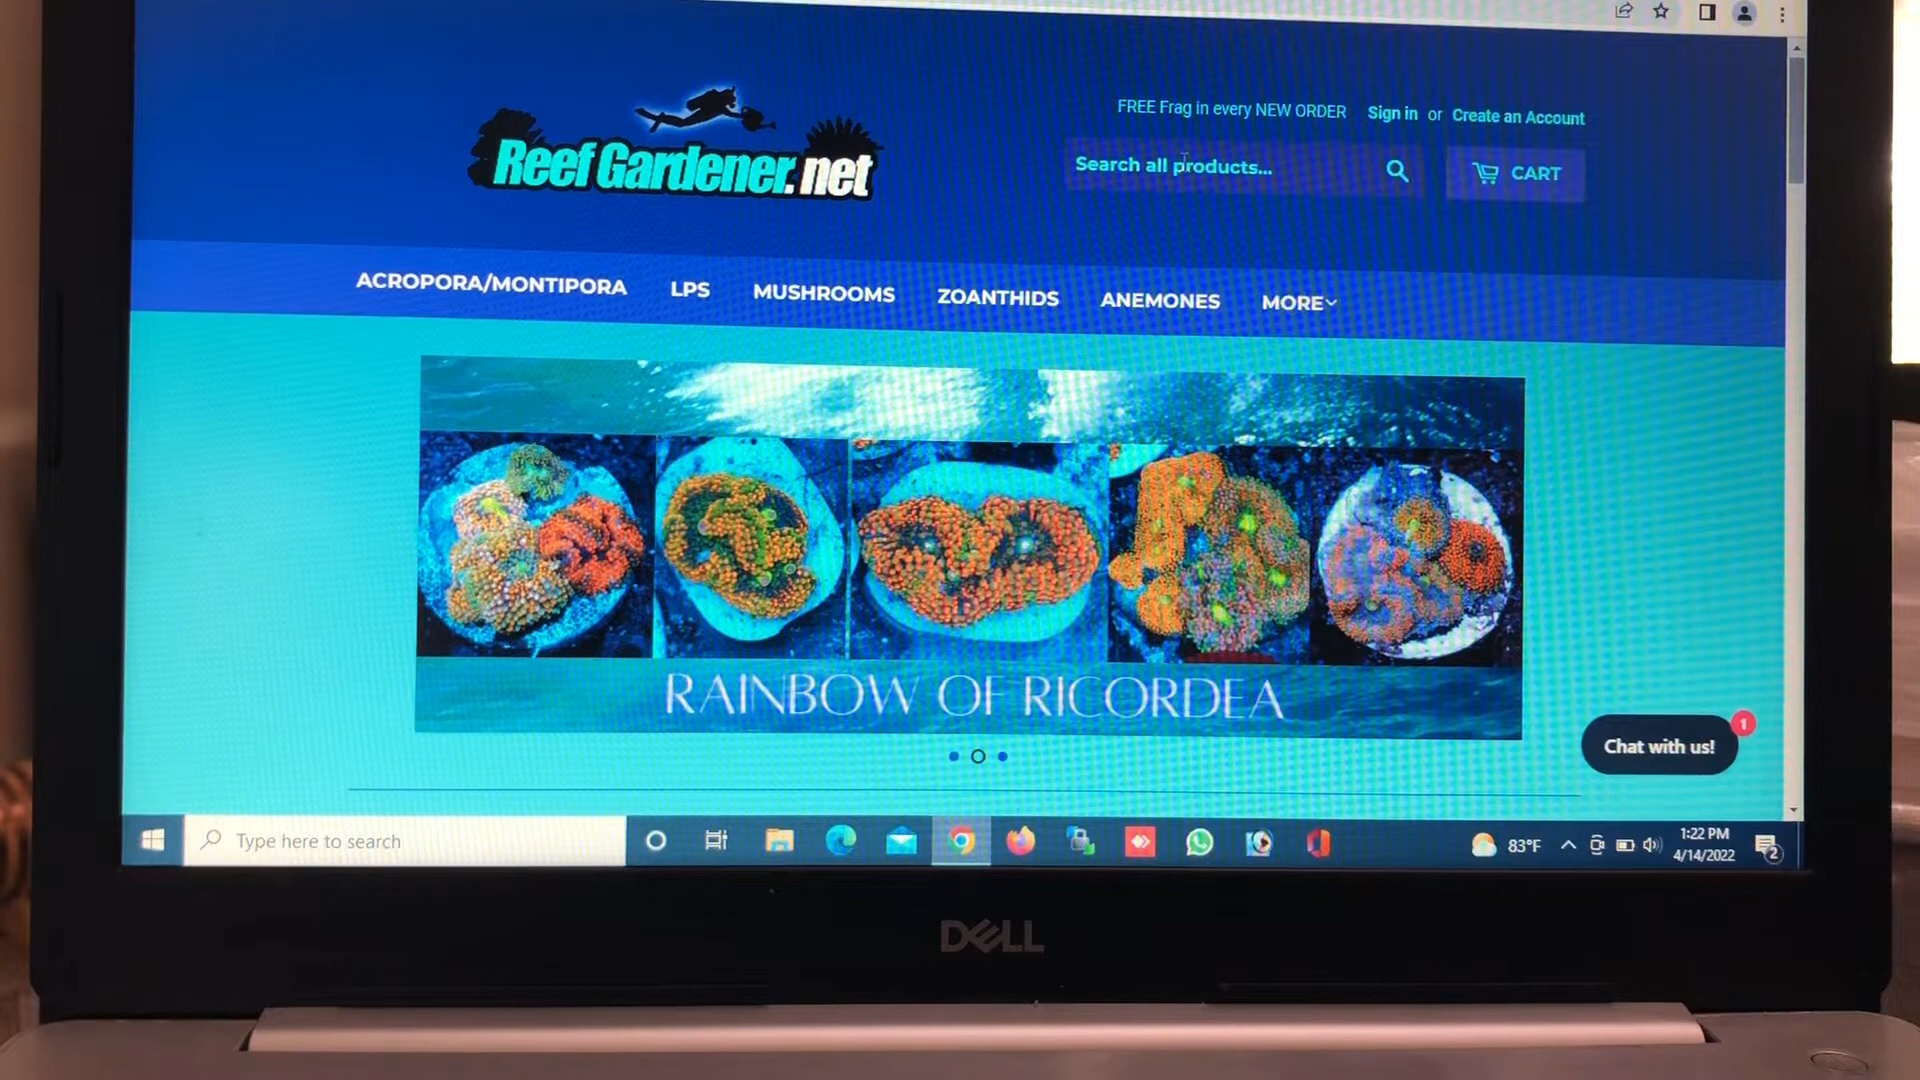 FREE Frag in every NEW ORDER Sign in or Create an Account
ReefGardener.net
Search all products...
CART
ACROPORA/MONTIPORA LPS MUSHROOMS ZOANTHIDS ANEMONES MORE
RAINBOW OF RICORDEA
1
Chat with us!
Type here to search
83°F
1:22 PM
4/14/2022
2
DELL